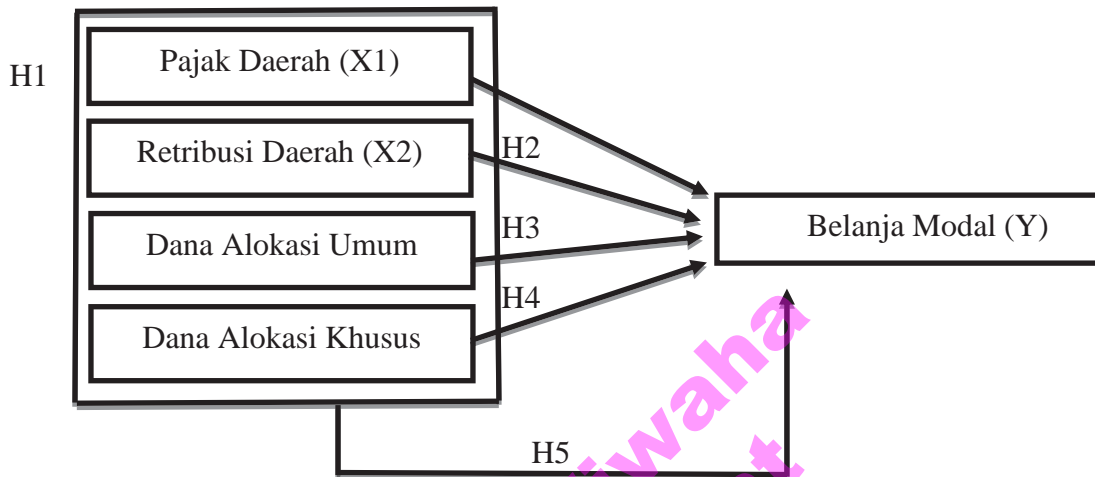 H1
Pajak Daerah (X1)
Retribusi Daerah (X2)
H2
Dana Alokasi Umum
H3
Dana Alokasi Khusus
H4
Belanja Modal (Y)
H5